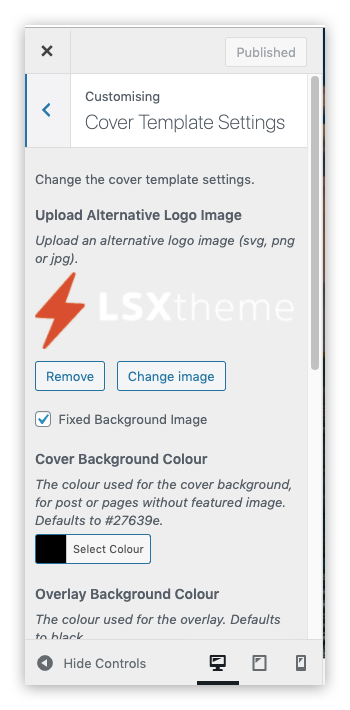 Published
Customising
Cover Template Settings
Change the cover template settings.
Upload Alternative Logo Image
Upload an alternative logo image (svg, png
or jpg).
LSXtheme
Remove
Change image
Fixed Background Image
Cover Background Colour
The colour used for the cover background,
for post or pages without featured image.
Defaults to #27639e.
Select Colour
Overlay Background Colour
The colour used for the overlay. Defaults
to black
Hide Controls